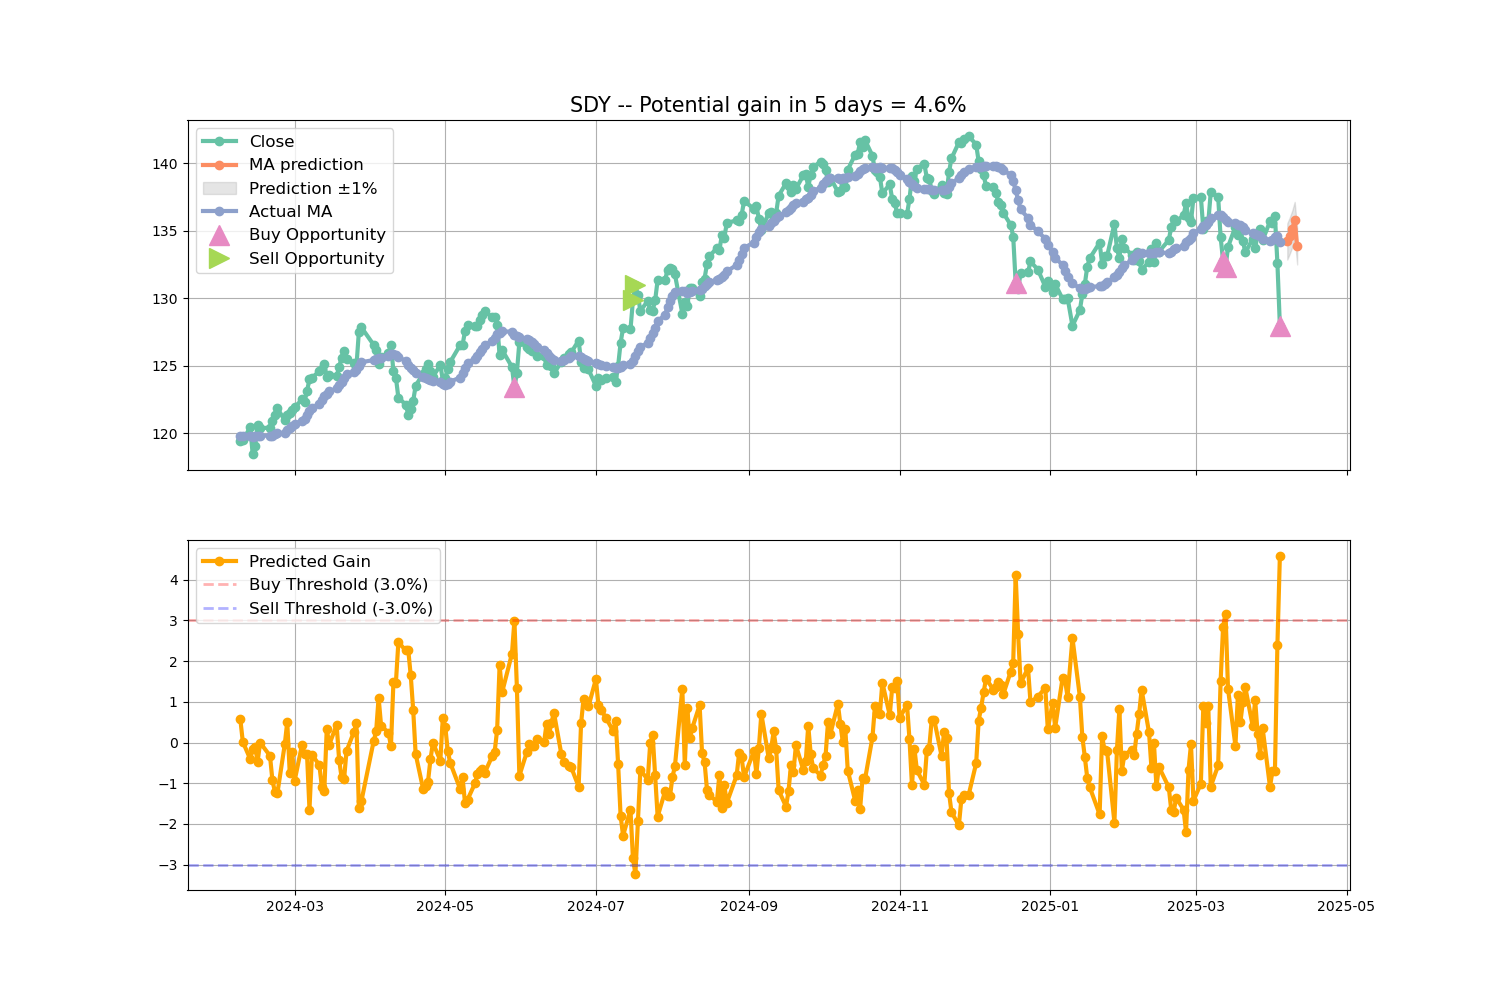 SDY -- Potential gain in 5 days = 4.6%
Close
MA prediction
Prediction ±1%
Actual MA
Buy Opportunity
Sell Opportunity
140
135
130
125
120
Predicted Gain
Buy Threshold (3.0%)
Sell Threshold (-3.0%)
4
3
2
1
0
−1
−2
−3
2024-03 2024-05 2024-07 2024-09 2024-11 2025-01 2025-03 2025-05